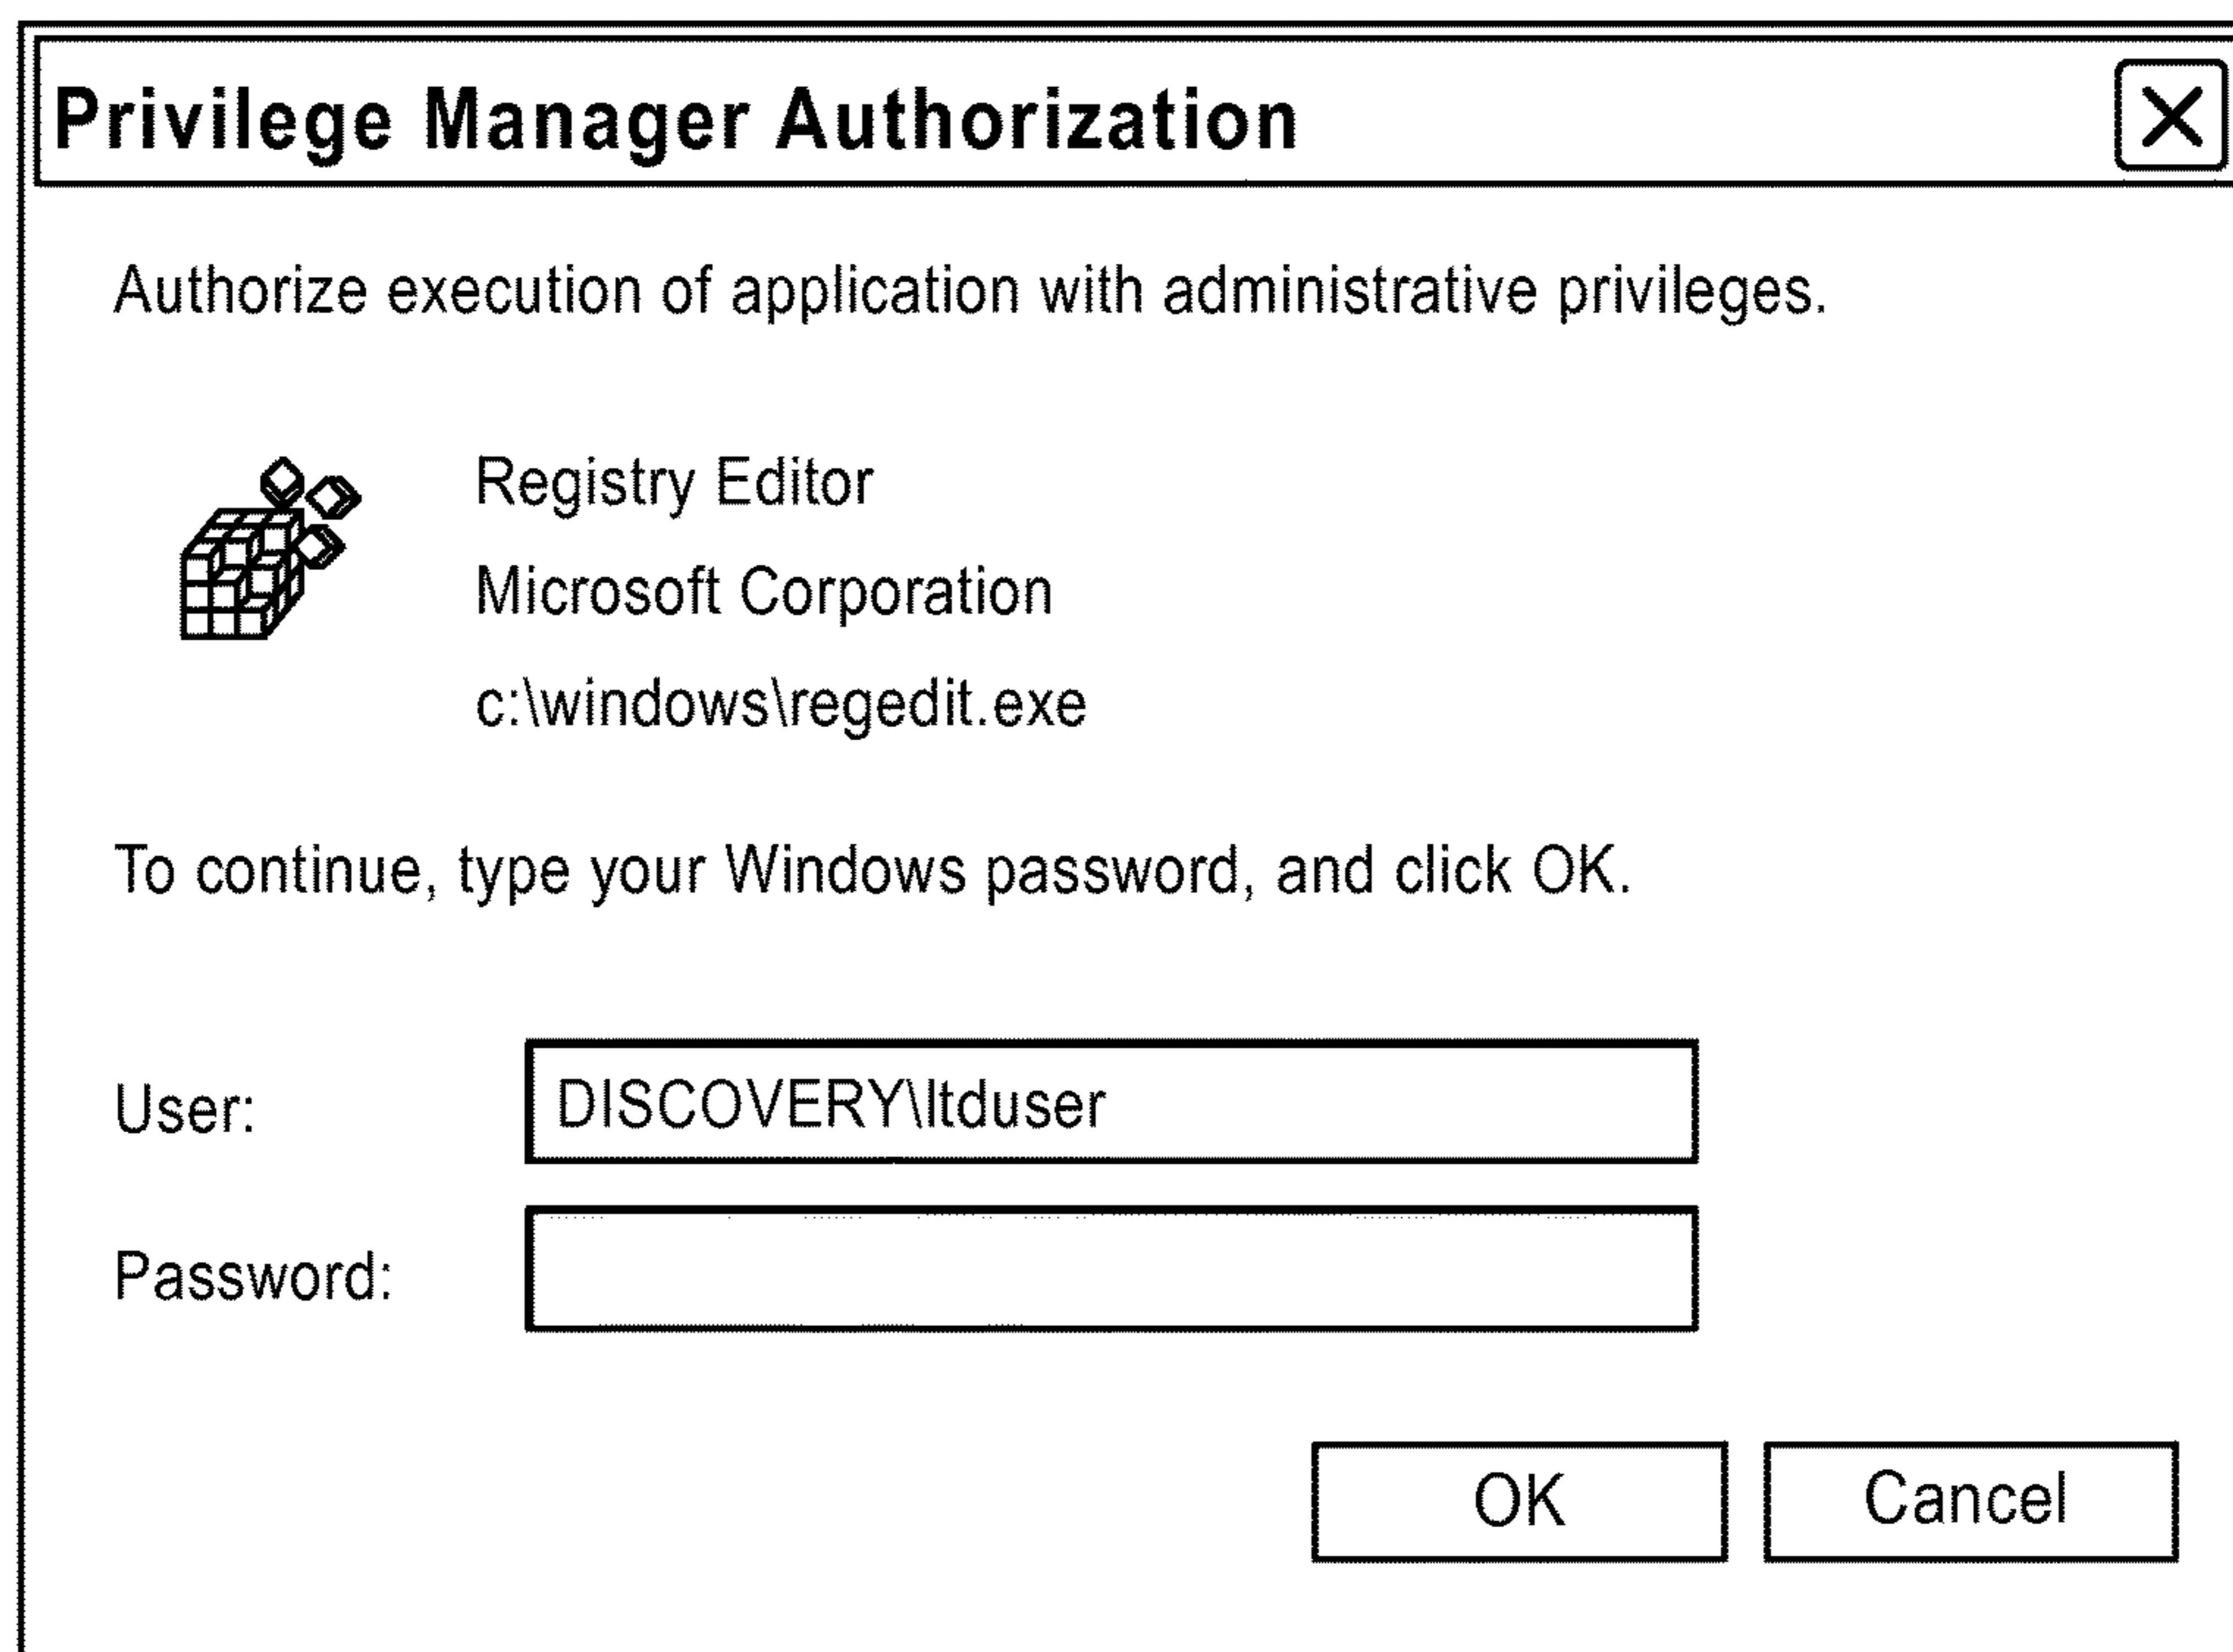 Privilege Manager Authorization
Authorize execution of application with administrative privileges.
Registry Editor
Microsoft Corporation
c:\windows\regedit.exe
To continue, type your Windows password, and click OK.
User:
DISCOVERY\ltduser
Password:
OK
Cancel